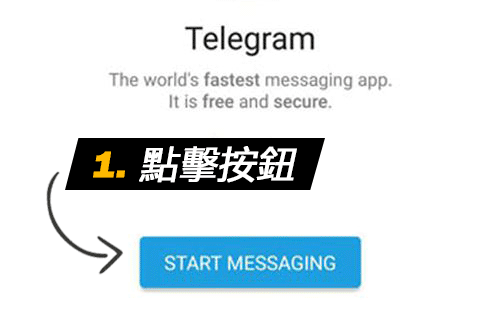 Telegram
The world's fastest messaging app.
It is free and secure.
1. 點擊按鈕
START MESSAGING